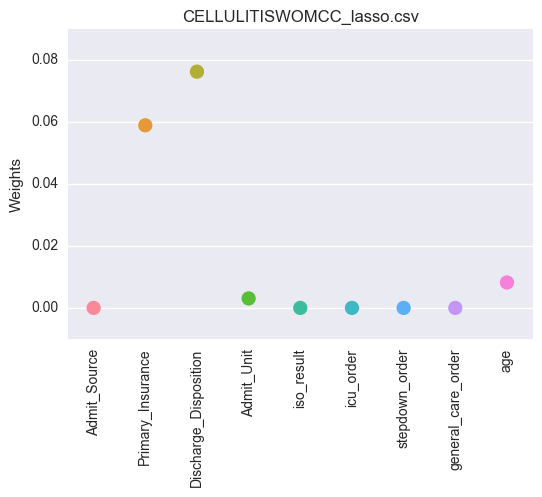 CELLULITISWOMCC_lasso.csv
Weights
0.08
0.06
0.04
0.02
0.00
Admit_Source
Primary_Insurance
Discharge_Disposition
Admit_Unit
iso_result
icu_order
stepdown_order
general_care_order
age